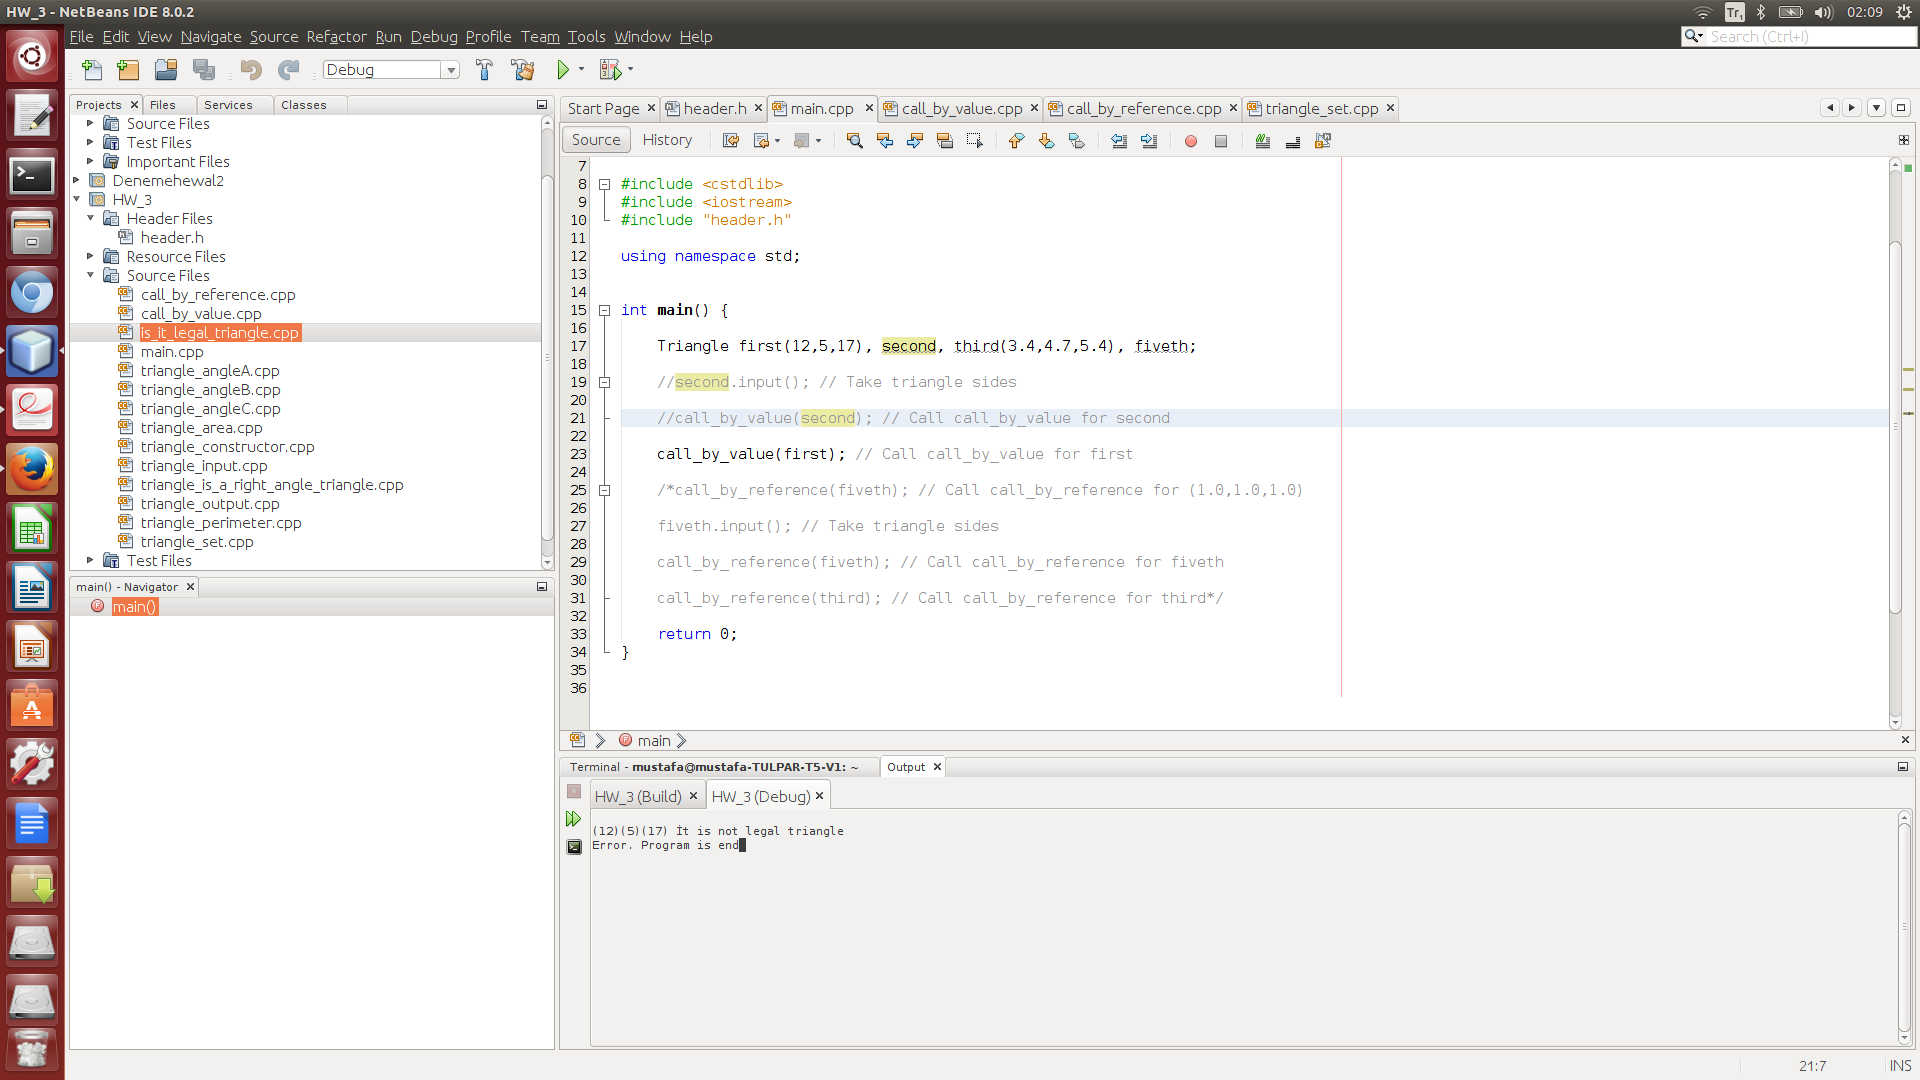 HW_3 - NetBeans IDE 8.0.2
Tr1
02:09
File Edit View Navigate Source Refactor Run Debug Profile Team Tools Window Help
Search (Ctrl+I)
Debug
Projects Files Services Classes
Source Files
Test Files
Important Files
Denemehewal2
HW_3
Header Files
header.h
Resource Files
Source Files
call_by_reference.cpp
call_by_value.cpp
is_it_legal_triangle.cpp
main.cpp
triangle_angleA.cpp
triangle_angleB.cpp
triangle_angleC.cpp
triangle_area.cpp
triangle_constructor.cpp
triangle_input.cpp
triangle_is_a_right_angle_triangle.cpp
triangle_output.cpp
triangle_perimeter.cpp
triangle_set.cpp
Test Files
main() - Navigator
main()
Start Page header.h main.cpp call_by_value.cpp call_by_reference.cpp triangle_set.cpp
Source History
7
8 #include <cstdlib>
9 #include <iostream>
10 #include "header.h"
11
12 using namespace std;
13
14
15 int main() {
16
17 Triangle first(12,5,17), second, third(3.4,4.7,5.4), fiveth;
18
19 //second.input(); // Take triangle sides
20
21 //call_by_value(second); // Call call_by_value for second
22
23 call_by_value(first); // Call call_by_value for first
24
25 /*call_by_reference(fiveth); // Call call_by_reference for (1.0,1.0,1.0)
26
27 fiveth.input(); // Take triangle sides
28
29 call_by_reference(fiveth); // Call call_by_reference for fiveth
30
31 call_by_reference(third); // Call call_by_reference for third*/
32
33 return 0;
34 }
35
36
main
Terminal - mustafa@mustafa-TULPAR-T5-V1: ~ Output
HW_3 (Build) HW_3 (Debug)
(12)(5)(17) İt is not legal triangle
Error. Program is end
21:7 INS